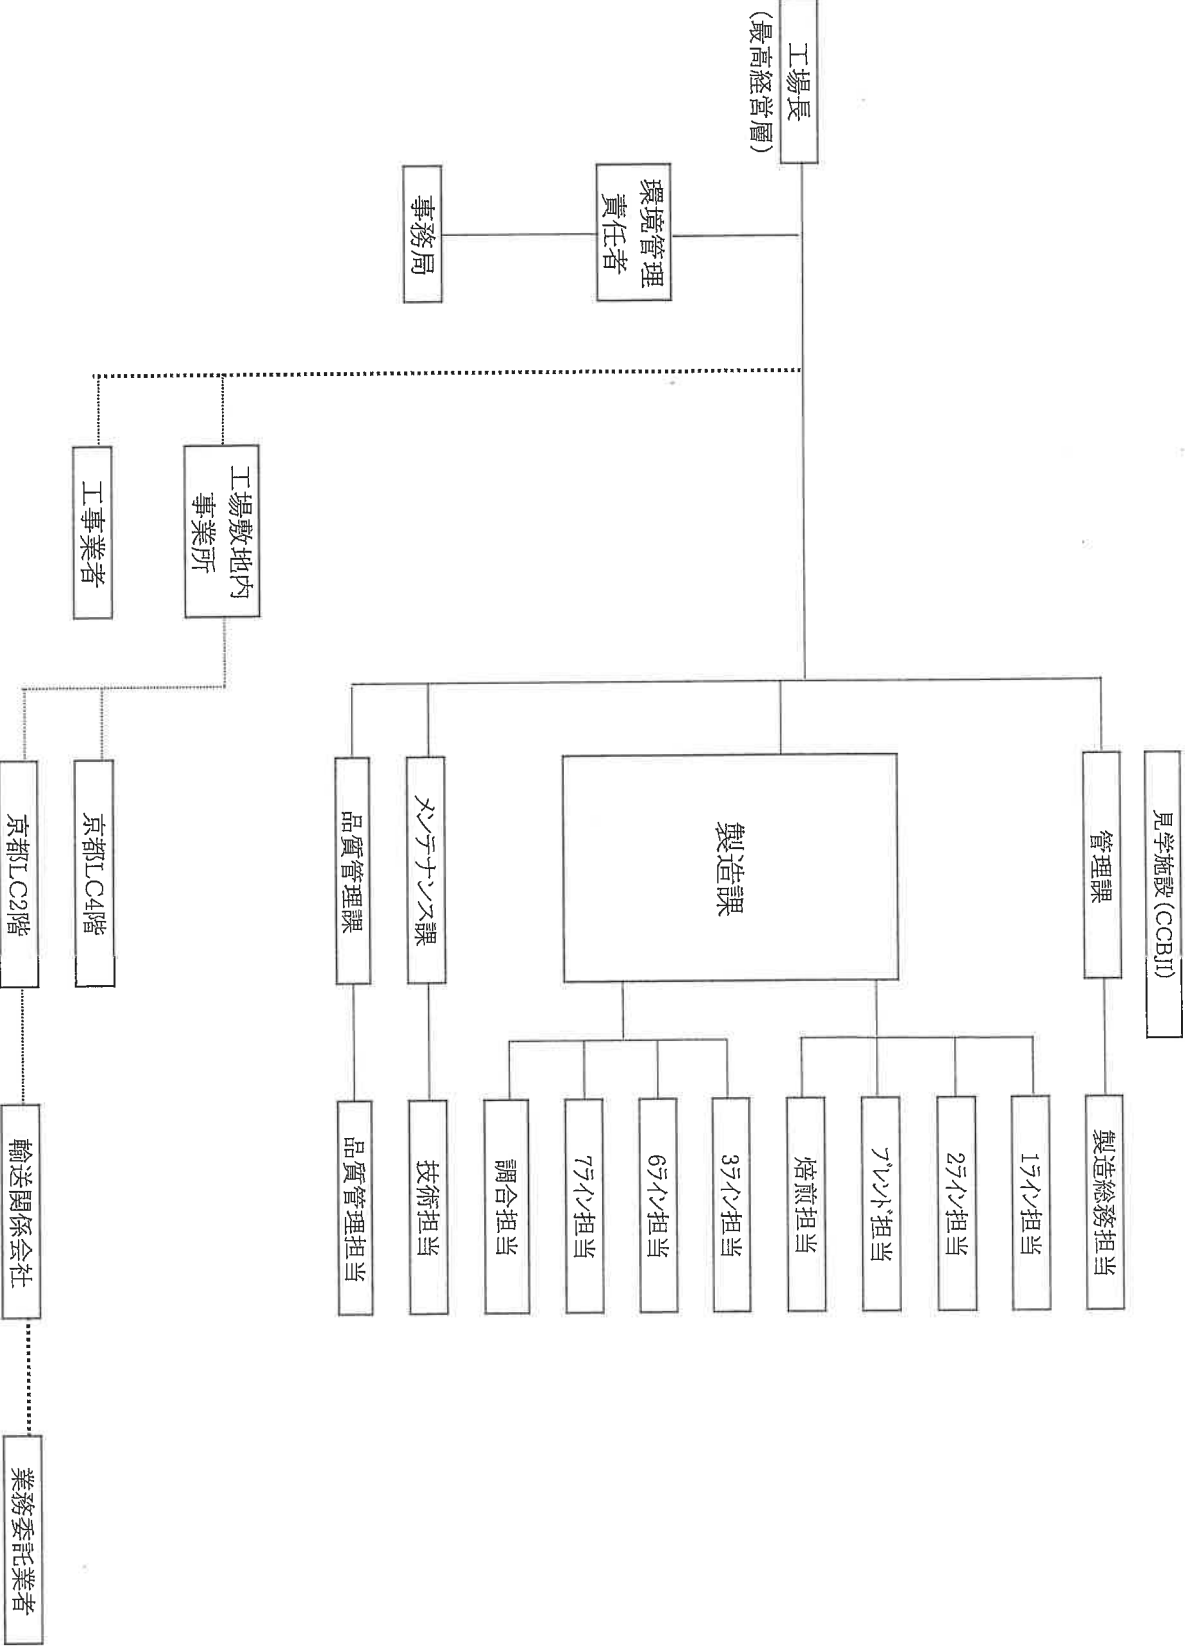 工場長
(最高経営層)
環境管理
責任者
事務局
工場敷地内
事業所
工事業者
見学施設(CCBJI)
管理課
製造課
メンテナンス課
品質管理課
京都LC4階
京都LC2階
製造総務担当
1ライン担当
2ライン担当
ブレンド担当
焙煎担当
3ライン担当
6ライン担当
7ライン担当
調合担当
技術担当
品質管理担当
輸送関係会社
業務委託業者